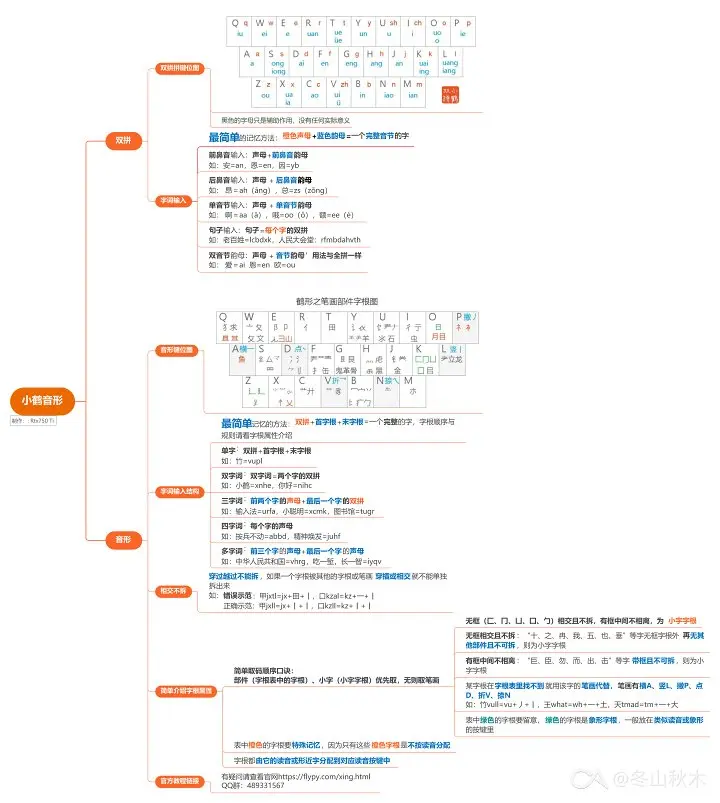 Q q W w E e R r T t Y y U sh I ch O o P p
iu ei e uan ue üe un u i uo o ie
A a S s D d F f G g H h J j K k L l
a ong iong ai en eng ang an uai ing uang iang
Z z X x C c V zh B b N n M m
ou ua ia ao ui ü in iao ian
双拼键位图
黑色的字母只是辅助作用，没有任何实际意义
双拼
最简单的记忆方法：橙色声母+蓝色韵母=一个完整音节的字
前鼻音输入：声母+前鼻音韵母
如：安=an，恩=en，因=yb
后鼻音输入：声母 + 后鼻音韵母
如：昂=ah（áng），总=zs（zǒng）
字词输入
单音节输入：声母 + 单音节韵母
如：啊=aa（ā），哦=oo（ó），额=ee（é）
句子输入：句子=每个字的双拼
如：老百姓=lcbdxk，人民大会堂：rfmbdahvth
双音节韵母：声母 + 音节韵母' 用法与全拼一样
如：爱=ai 恩=en 欧=ou
鹤形之笔画部件字根图
Q W E R T Y U I O P撇丿
A横一 S D点丶 F G H J K L竖丨
鱼
Z X C V折 B N捺 M
音形键位图
小鹤音形
制作：Rtx750 Ti
最简单记忆的方法：双拼+首字根+末字根=一个完整的字，字根顺序与
规则请看字根属性介绍
单字：双拼+首字根+末字根
如：竹=vupl
双字词：双字词=两个字的双拼
如：小鹤=xnhe，你好=nihc
字词输入结构
三字词：前两个字的声母+最后一个字的双拼
如：输入法=urfa，小聪明=xcmk，图书馆=tugr
四字词：每个字的声母
如：按兵不动=abbd，精神焕发=juhf
多字词：前三个字的声母+最后一个字的声母
如：中华人民共和国=vhrg，吃一堑，长一智=iyqv
音形
相交不拆
穿过越过不能拆，如果一个字根被其他的字根或笔画 穿插或相交 就不能单独
拆出来
如：错误示范：甲jxtl=jx+田+丨，口kzal=kz+一+丨
正确示范：甲jxll=jx+丨+丨，口kzll=kz+丨+丨
无框（匚、冂、凵、口、勹）相交且不拆，有框中间不相离，为 小字字根
无框相交且不拆：“十、之、冉、我、五、也、垂”等字无框字根外 再无其
他部件且不可拆，则为小字字根
简单取码顺序口诀：
部件（字根表中的字根）、小字（小字字根）优先取，无则取笔画
有框中间不相离：“巨、臣、勿、而、出、击”等字 带框且不可拆，则为小
字字根
某字根在字根表里找不到就用该字的笔画代替，笔画有横A、竖L、撇P、点
D、折V、捺N
如：竹vull=vu+丿+丨，王what=wh+一+土，天tmad=tm+一+大
简单介绍字根属性
表中绿色的字根要留意，绿色的字根是象形字根，一般放在类似读音或象形
的按键里
表中橙色的字根要特殊记忆，因为只有这些橙色字根是不按读音分配
字根都由它的读音或形近字分配到对应读音按键中
官方教程链接
有疑问请查看官网https://flypy.com/xing.html
QQ群：489331567
@冬山秋木